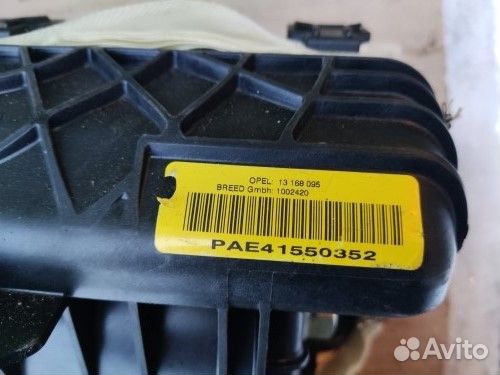 OPEL: 13 168 095
BREED Gmbh: 1002420
PAE41550352
Avito